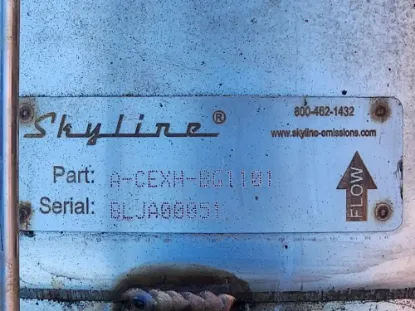 Skyline®
800-462-1432
www.skyline-emissions.com
Part: A-CEXH-BG1101
Serial: BLJA00051
FLOW